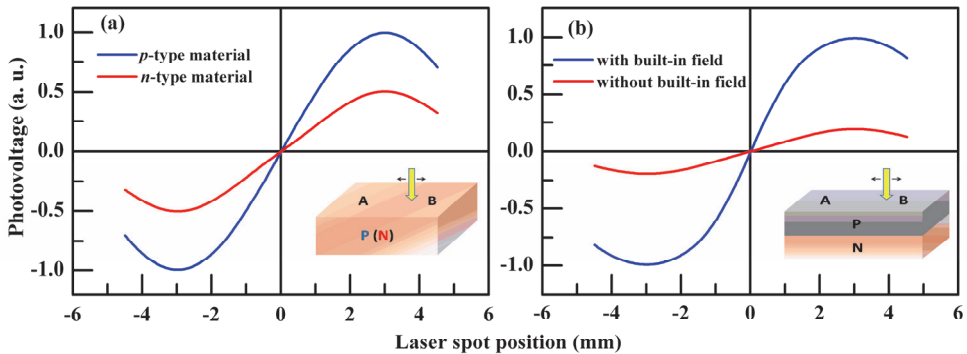 (a)
p-type material
n-type material
Photovoltage (a. u.)
1.0
0.5
0.0
-0.5
-1.0
A
B
P (N)
-6
-4
-2
0
2
4
6
(b)
with built-in field
without built-in field
1.0
0.5
0.0
-0.5
-1.0
A
B
P
N
-6
-4
-2
0
2
4
6
Laser spot position (mm)